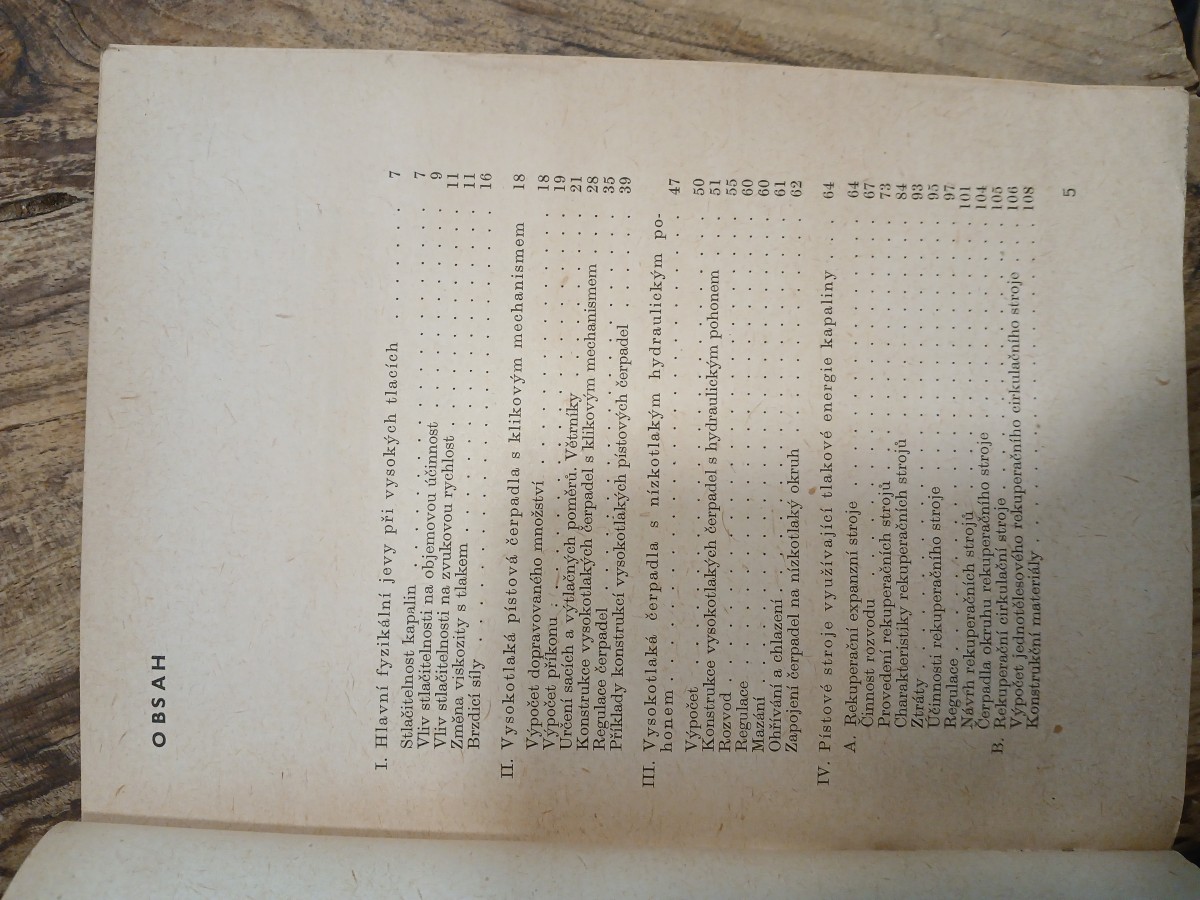 OBSAH
I. Hlavní fyzikální jevy při vysokých tlacích . . . . . . 7
Stlačitelnost kapalin . . . . . . . . . . . . . . . 7
Vliv stlačitelnosti na objemovou účinnost . . . . . . . . . 9
Vliv stlačitelnosti na zvukovou rychlost . . . . . . . . . 11
Změna viskozity s tlakem . . . . . . . . . . . . . 11
Brzdící síly . . . . . . . . . . . . . . . . . . 16
II. Vysokotlaká pístová čerpadla s klikovým mechanismem 18
Výpočet dopravovaného množství . . . . . . . . . . . 18
Výpočet příkonu . . . . . . . . . . . . . . . . 19
Určení sacích a výtlačných poměrů. Větrníky . . . . . . . 21
Konstrukce vysokotlakých čerpadel s klikovým mechanismem . . 28
Regulace čerpadel . . . . . . . . . . . . . . . . 35
Příklady konstrukcí vysokotlakých pístových čerpadel . . . . 39
III. Vysokotlaká čerpadla s nízkotlakým hydraulickým po-
honem . . . . . . . . . . . . . . . . . . . . 47
Výpočet . . . . . . . . . . . . . . . . . . . 50
Konstrukce vysokotlakých čerpadel s hydraulickým pohonem . . 51
Rozvod . . . . . . . . . . . . . . . . . . . 55
Regulace . . . . . . . . . . . . . . . . . . . 60
Mazání . . . . . . . . . . . . . . . . . . . 60
Ohřívání a chlazení . . . . . . . . . . . . . . . 61
Zapojení čerpadel na nízkotlaký okruh . . . . . . . . . . 62
IV. Pístové stroje využívající tlakové energie kapaliny . . . 64
A. Rekuperační expanzní stroje . . . . . . . . . . . . 64
Činnost rozvodu . . . . . . . . . . . . . . . . 67
Provedení rekuperačních strojů . . . . . . . . . . . . 73
Charakteristiky rekuperačních strojů . . . . . . . . . . 84
Ztráty . . . . . . . . . . . . . . . . . . . . 93
Účinnosti rekuperačního stroje . . . . . . . . . . . . 95
Regulace . . . . . . . . . . . . . . . . . . . 97
Návrh rekuperačních strojů . . . . . . . . . . . . . 101
Čerpadla okruhu rekuperačního stroje . . . . . . . . . . 104
B. Rekuperační cirkulační stroje . . . . . . . . . . . . 105
Výpočet jednotělesového rekuperačního cirkulačního stroje . . 106
Konstrukční materiály . . . . . . . . . . . . . . . 108
5